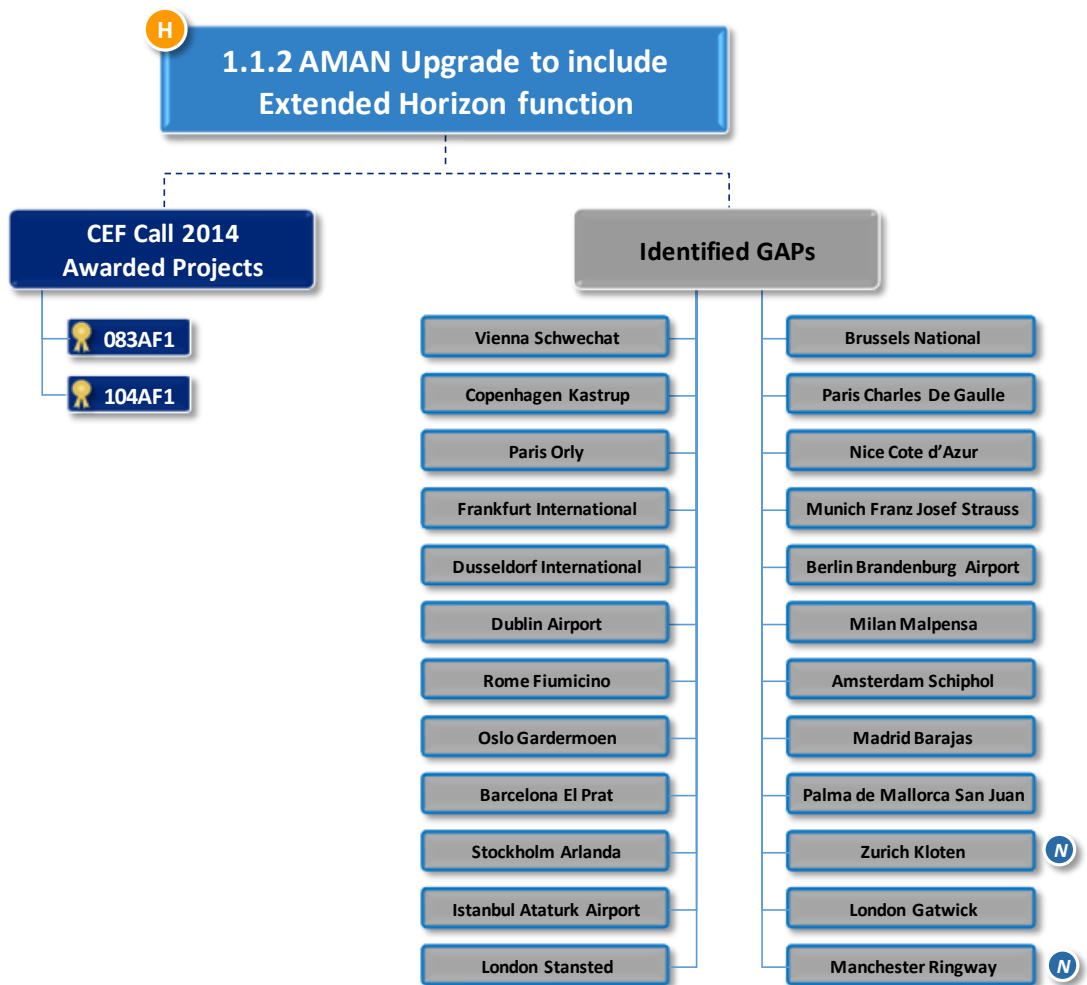 H
1.1.2 AMAN Upgrade to include
Extended Horizon function
CEF Call 2014
Awarded Projects
083AF1
104AF1
Identified GAPs
Vienna Schwechat
Brussels National
Copenhagen Kastrup
Paris Charles De Gaulle
Paris Orly
Nice Cote d'Azur
Frankfurt International
Munich Franz Josef Strauss
Dusseldorf International
Berlin Brandenburg Airport
Dublin Airport
Milan Malpensa
Rome Fiumicino
Amsterdam Schiphol
Oslo Gardermoen
Madrid Barajas
Barcelona El Prat
Palma de Mallorca San Juan
Stockholm Arlanda
Zurich Kloten
N
Istanbul Ataturk Airport
London Gatwick
London Stansted
Manchester Ringway
N